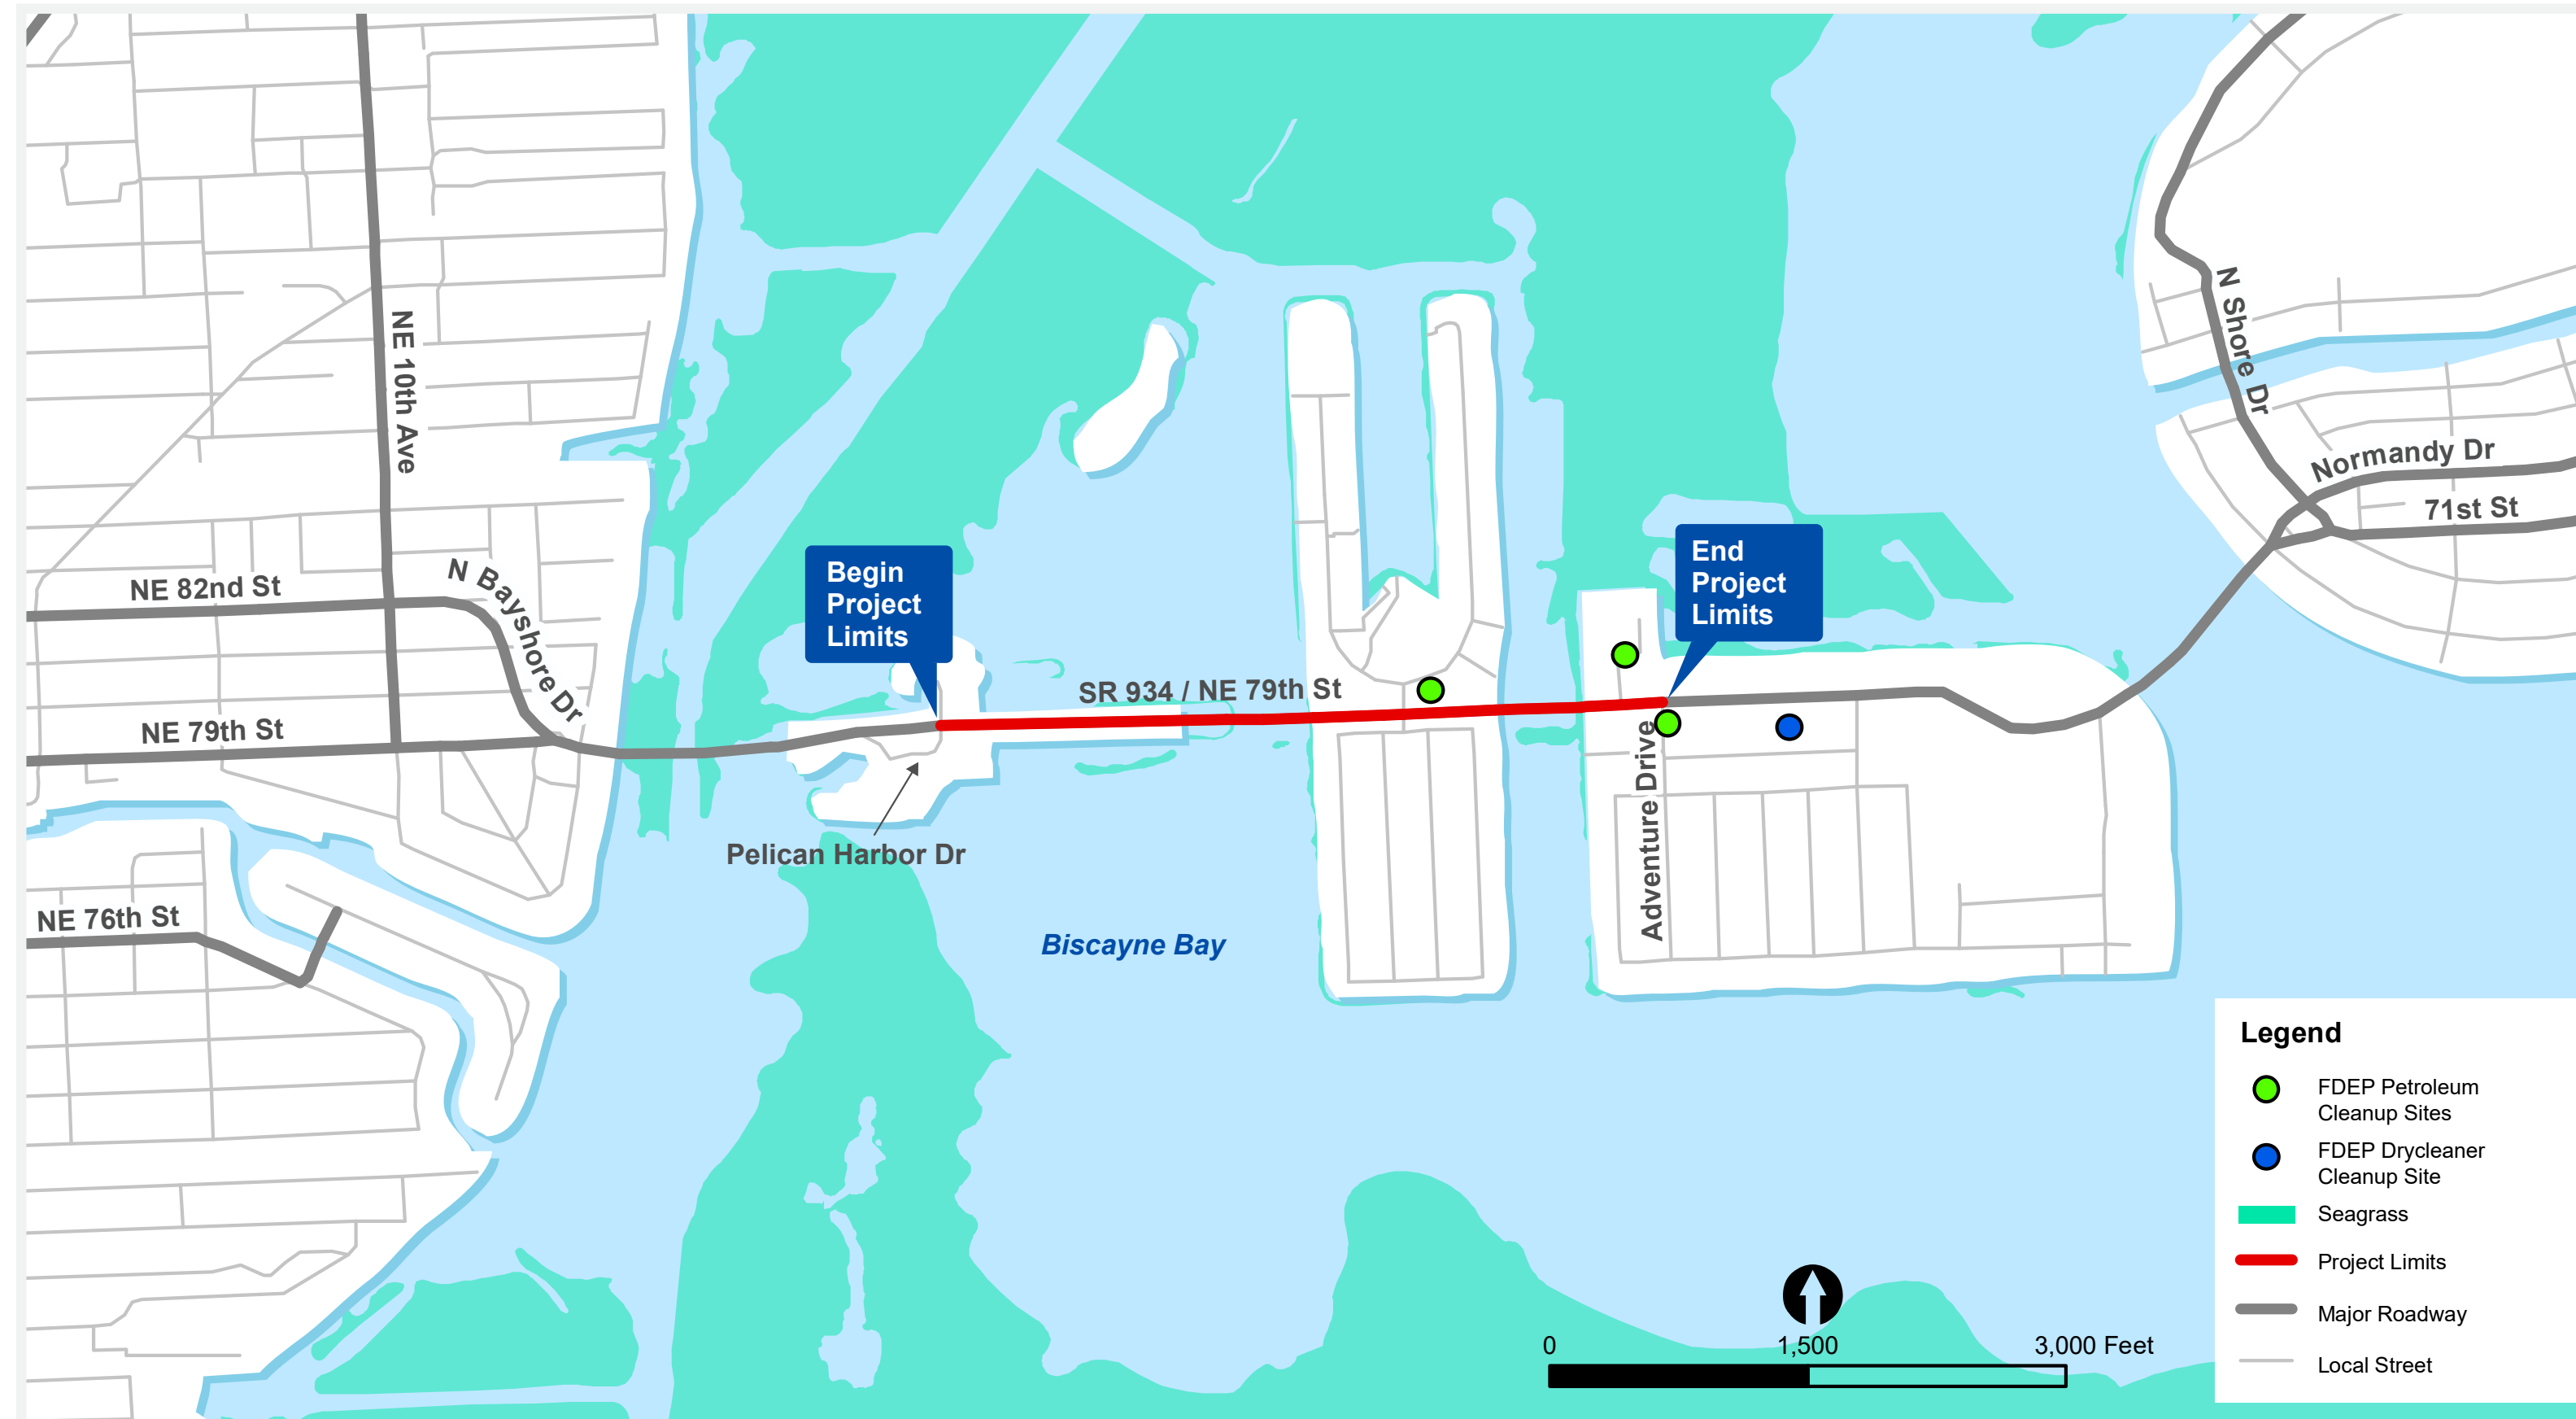 NE 10th Ave
N Shore Dr
Normandy Dr
71st St
NE 82nd St
N Bayshore Dr
Begin
Project
Limits
End
Project
Limits
SR 934 / NE 79th St
NE 79th St
Adventure Drive
Pelican Harbor Dr
NE 76th St
Biscayne Bay
Legend
FDEP Petroleum
Cleanup Sites
FDEP Drycleaner
Cleanup Site
Seagrass
Project Limits
Major Roadway
Local Street
0 1,500 3,000 Feet